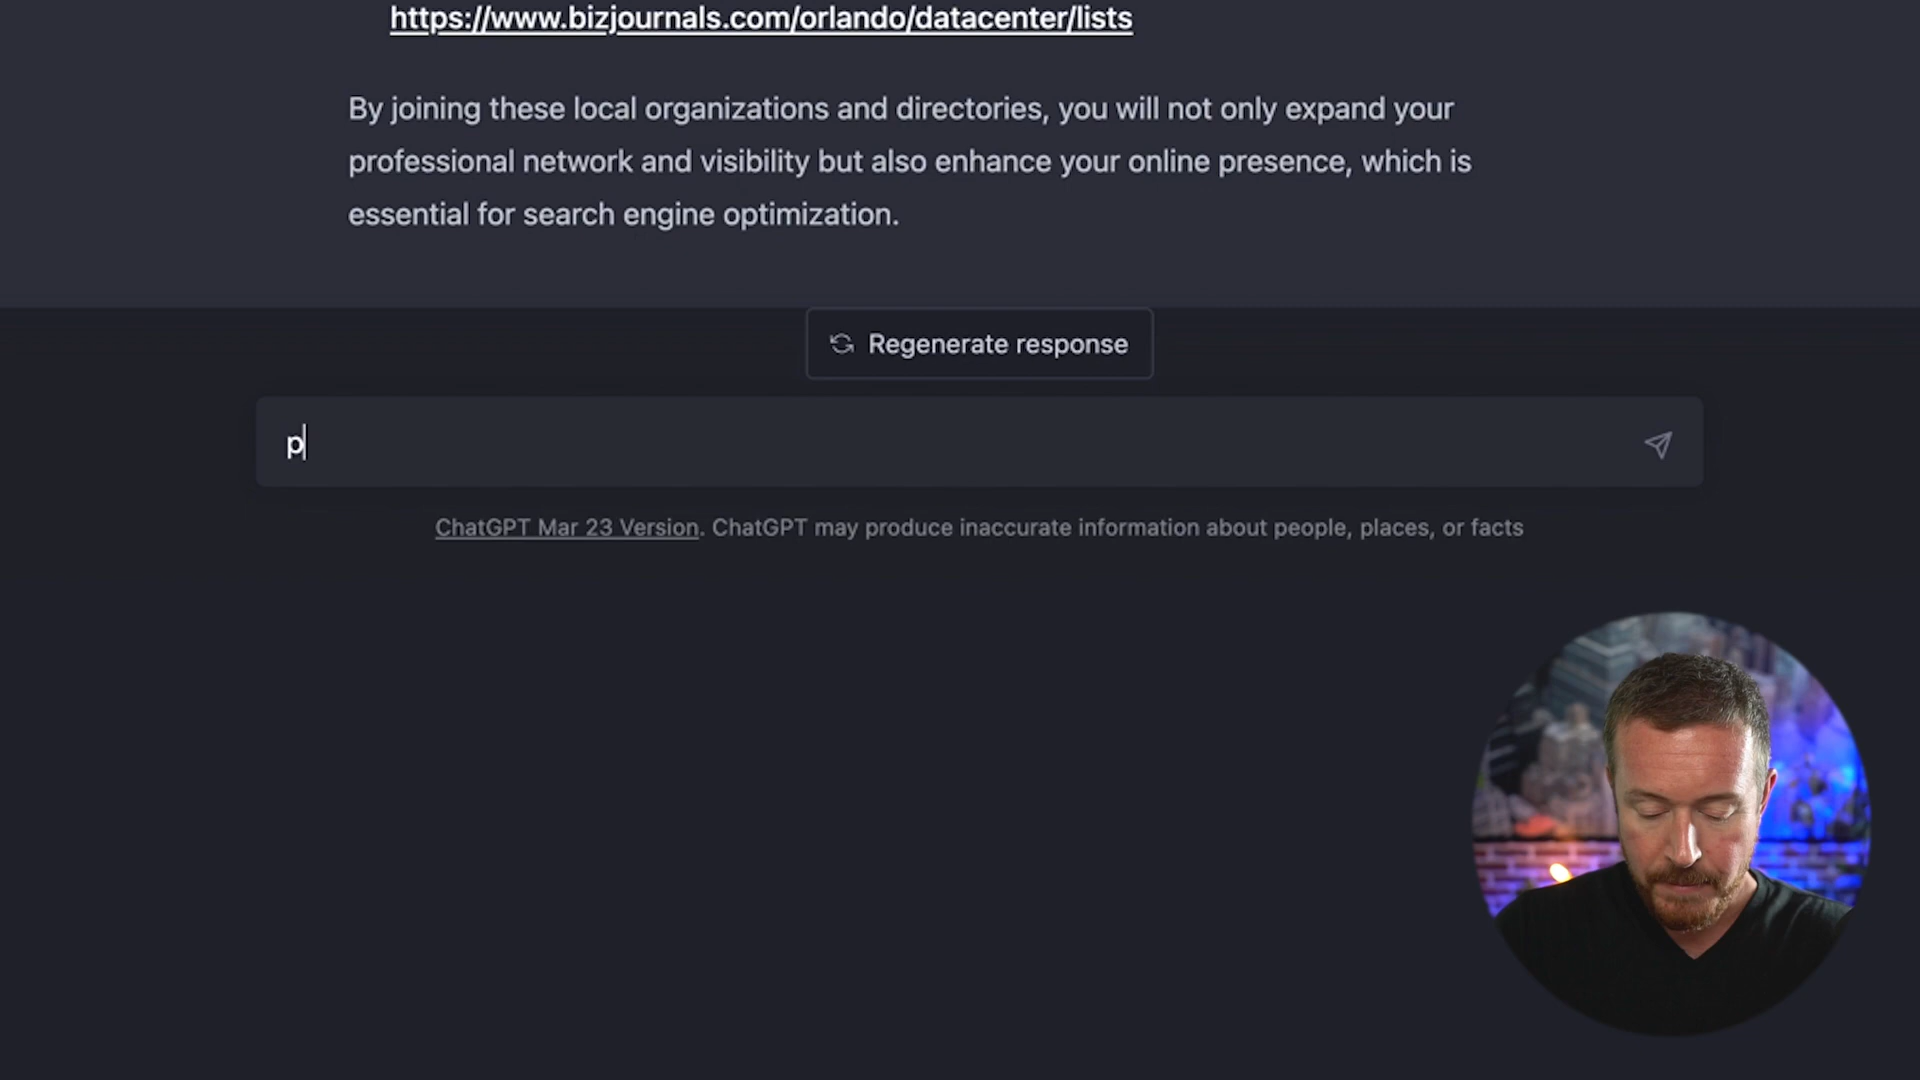 https://www.bizjournals.com/orlando/datacenter/lists
By joining these local organizations and directories, you will not only expand your
professional network and visibility but also enhance your online presence, which is
essential for search engine optimization.
Regenerate response
p
ChatGPT Mar 23 Version. ChatGPT may produce inaccurate information about people, places, or facts